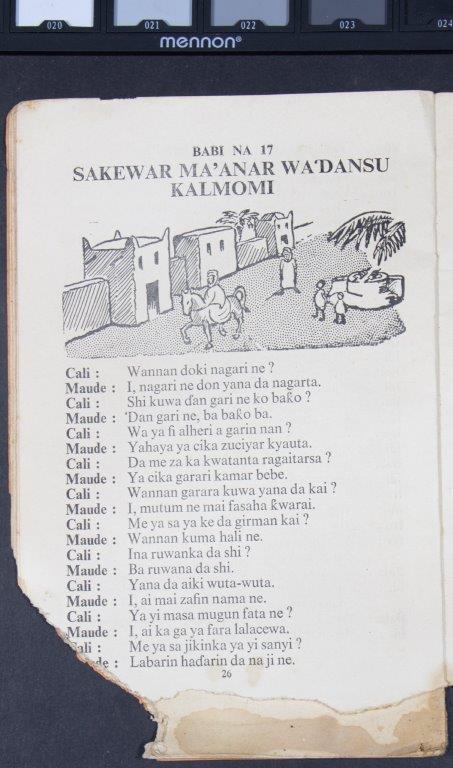 020 021 022 023 024
mennon®
BABI NA 17
SAKEWAR MA'ANAR WAƊANSU
KALMOMI
Cali : Wannan doki nagari ne ?
Maude : I, nagari ne don yana da nagarta.
Cali : Shi kuwa ɗan gari ne ko baƙo ?
Maude : Ɗan gari ne, ba baƙo ba.
Cali : Wa ya fi alheri a garin nan ?
Maude : Yahaya ya cika zuciyar kyauta.
Cali : Da me za ka kwatanta ragaitarsa ?
Maude : Ya cika garari kamar bebe.
Cali : Wannan garara kuwa yana da kai ?
Maude : I, mutum ne mai fasaha ƙwarai.
Cali : Me ya sa ya ke da girman kai ?
Maude : Wannan kuma hali ne.
Cali : Ina ruwanka da shi ?
Maude : Ba ruwana da shi.
Cali : Yana da aiki wuta-wuta.
Maude : I, ai mai zafin nama ne.
Cali : Ya yi masa mugun fata ne ?
Maude : I, ai ka ga ya fara lalacewa.
ali : Me ya sa jikinka ya yi sanyi ?
de : Labarin haɗarin da na ji ne.
26